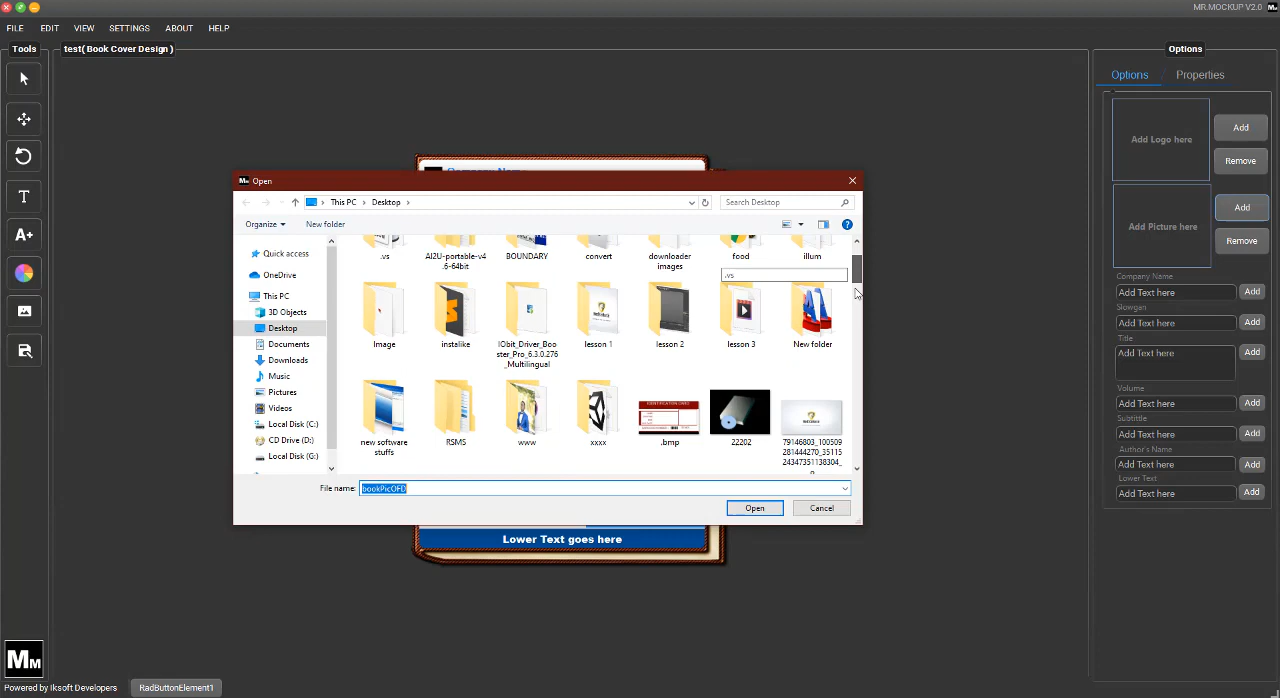 MR.MOCKUP V2.0
FILE EDIT VIEW SETTINGS ABOUT HELP
Tools
test( Book Cover Design )
Options
Options
Properties
Add Logo here
Add
Remove
Add Picture here
Add
Remove
Company Name
Add Text here
Add
Slowgan
Add Text here
Add
Title
Add Text here
Add
Volume
Add Text here
Add
Subtittle
Add Text here
Add
Author's Name
Add Text here
Add
Lower Text
Add Text here
Add
T
A+
Open
This PC > Desktop >
Search Desktop
Organize
New folder
Quick access
OneDrive
This PC
3D Objects
Desktop
Documents
Downloads
Music
Pictures
Videos
Local Disk (C:)
CD Drive (D:)
Local Disk (G:)
.vs
AI2U-portable-v4
.6-64bit
BOUNDARY
convert
downloader
images
food
illum
.vs
Image
instalike
IObit_Driver_Boo
ster_Pro_6.3.0.276
_Multilingual
lesson 1
lesson 2
lesson 3
New folder
new software
stuffs
RSMS
www
xxxx
.bmp
22202
79146803_100509
281444270_35115
24347351138304_
File name:
bookPicOFD
Open
Cancel
Lower Text goes here
Mm
Powered by Iksoft Developers
RadButtonElement1